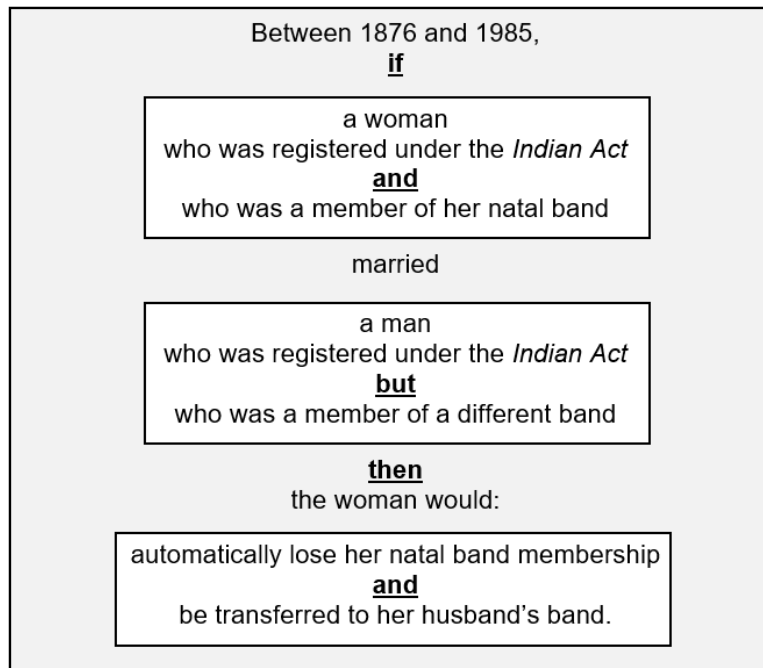 Between 1876 and 1985,
if
a woman
who was registered under the Indian Act
and
who was a member of her natal band
married
a man
who was registered under the Indian Act
but
who was a member of a different band
then
the woman would:
automatically lose her natal band membership
and
be transferred to her husband’s band.